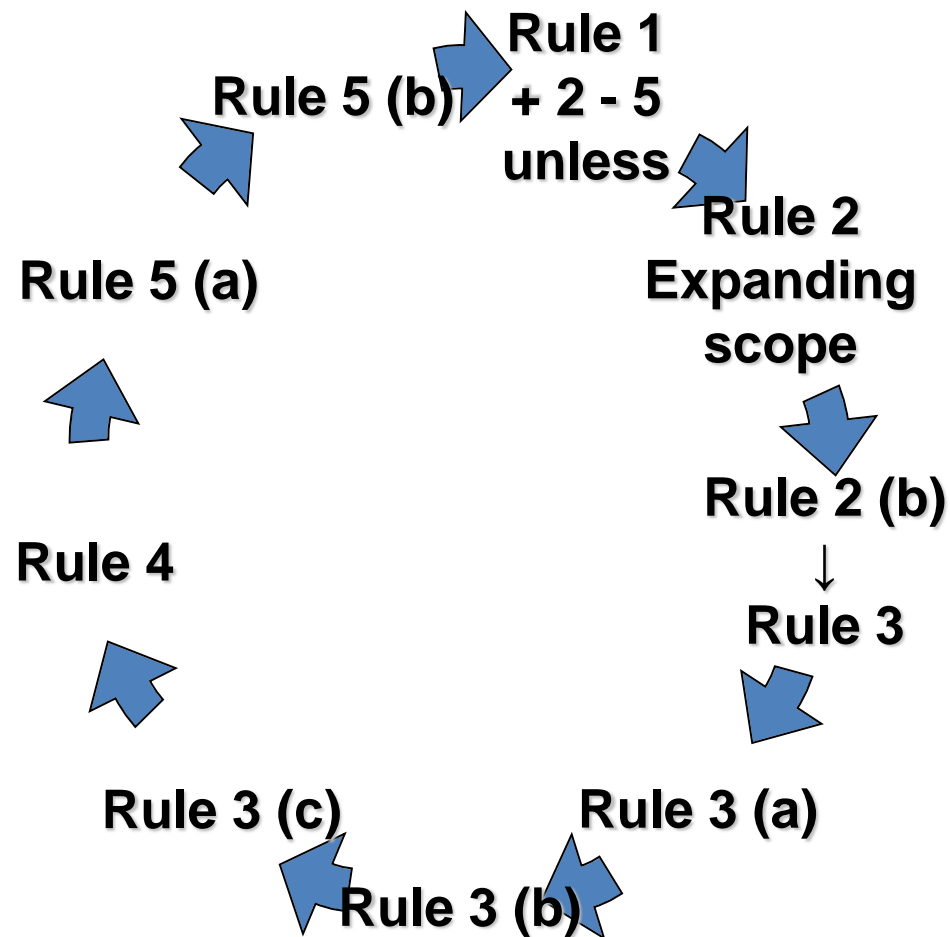 Rule 1
+ 2 - 5
unless
Rule 2
Expanding
scope
Rule 2 (b)
↓
Rule 3
Rule 3 (a)
Rule 3 (b)
Rule 3 (c)
Rule 4
Rule 5 (a)
Rule 5 (b)